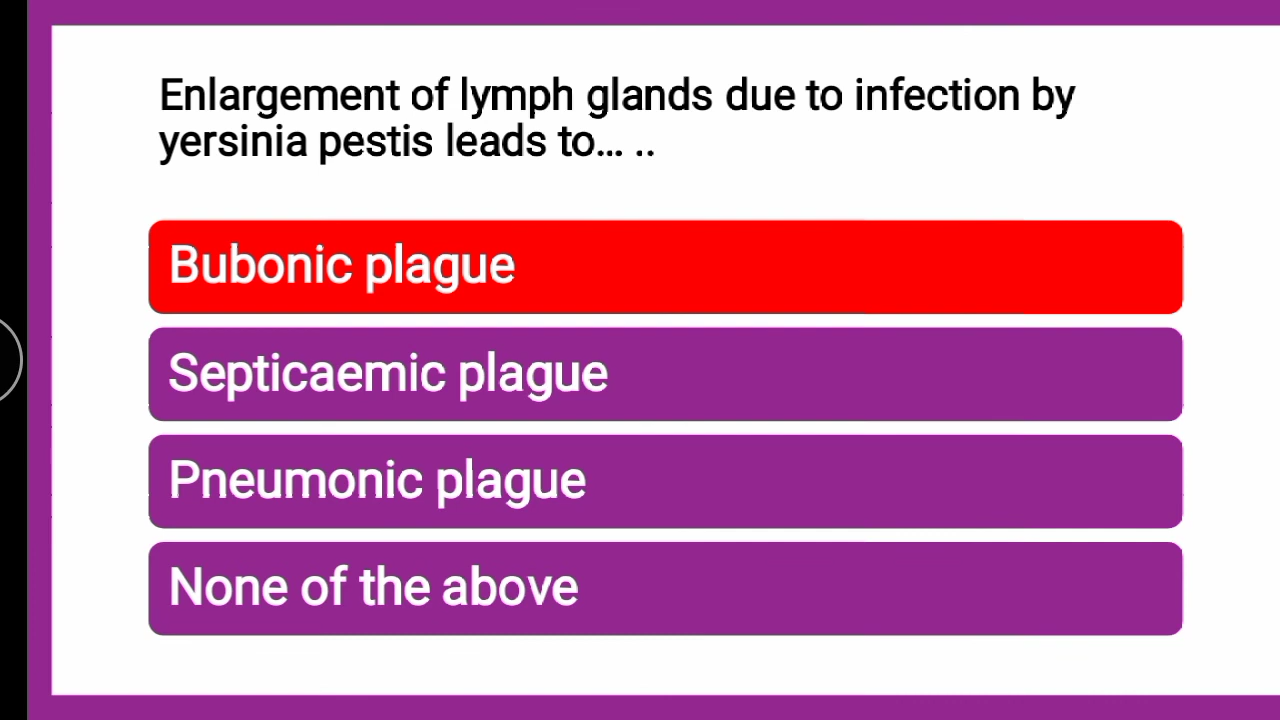 Enlargement of lymph glands due to infection by
yersinia pestis leads to... ..
Bubonic plague
Septicaemic plague
Pneumonic plague
None of the above